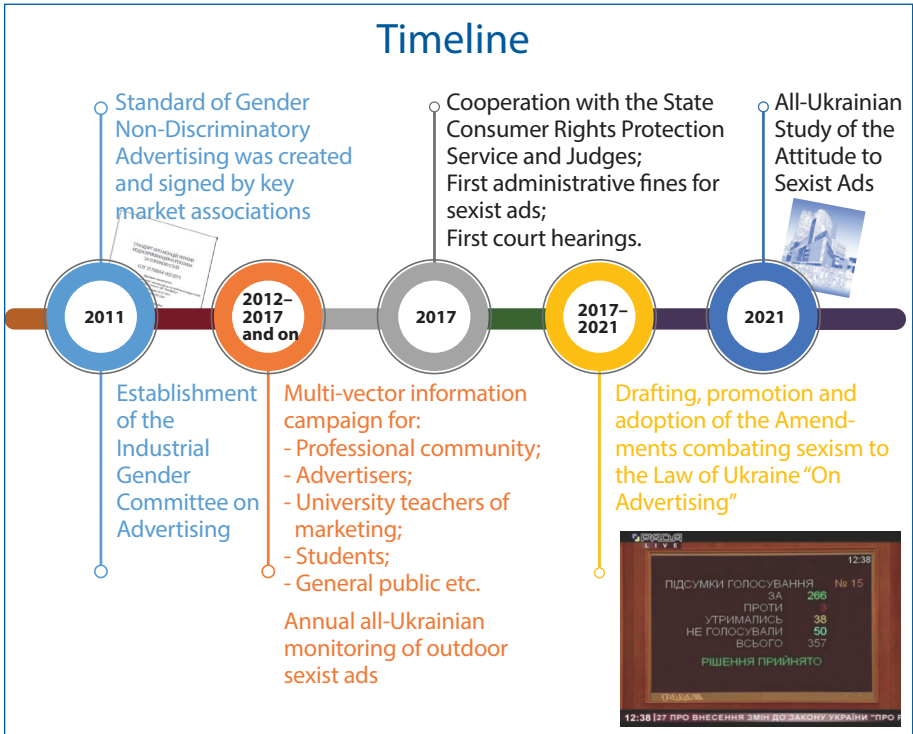 Timeline
Standard of Gender
Non-Discriminatory
Advertising was created
and signed by key
market associations
Cooperation with the State
Consumer Rights Protection
Service and Judges;
First administrative fines for
sexist ads;
First court hearings.
All-Ukrainian
Study of the
Attitude to
Sexist Ads
2011
2012–
2017
and on
2017
2017–
2021
2021
Establishment
of the
Industrial
Gender
Committee on
Advertising
Multi-vector information
campaign for:
- Professional community;
- Advertisers;
- University teachers of
marketing;
- Students;
- General public etc.
Annual all-Ukrainian
monitoring of outdoor
sexist ads
Drafting, promotion and
adoption of the Amend-
ments combating sexism to
the Law of Ukraine “On
Advertising”
РАДА
LIVE
12:38
ПІДСУМКИ ГОЛОСУВАННЯ № 15
ЗА 266
ПРОТИ 3
УТРИМАЛИСЬ 38
НЕ ГОЛОСУВАЛИ 50
ВСЬОГО 357
РІШЕННЯ ПРИЙНЯТО
12:38 27 ПРО ВНЕСЕННЯ ЗМІН ДО ЗАКОНУ УКРАЇНИ "ПРО Р